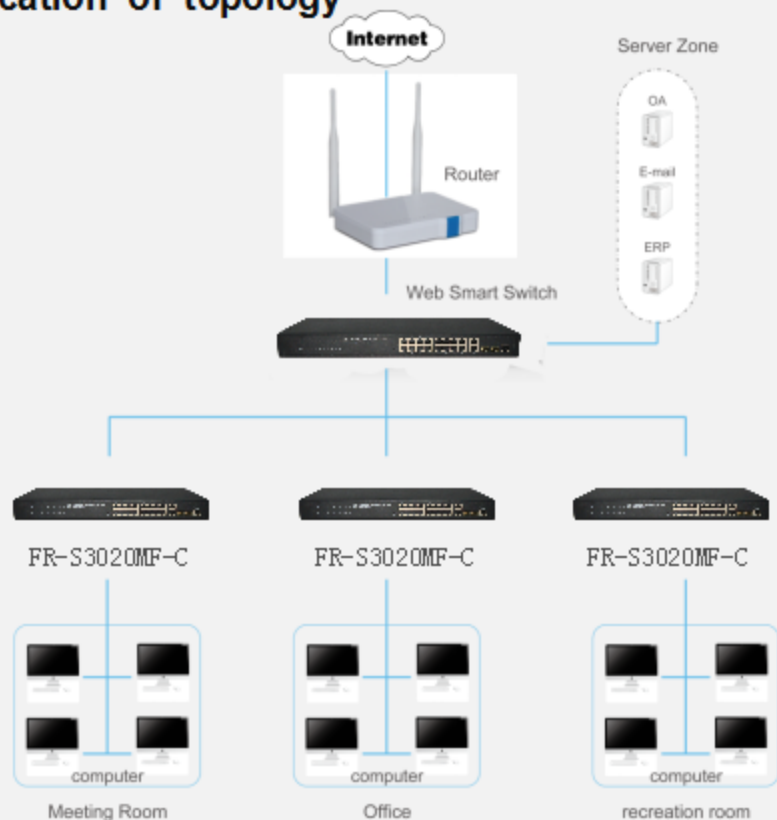 cation of topology
Internet
Server Zone
OA
E-mail
ERP
Router
Web Smart Switch
FR-S3020MF-C
FR-S3020MF-C
FR-S3020MF-C
computer
computer
computer
Meeting Room
Office
recreation room